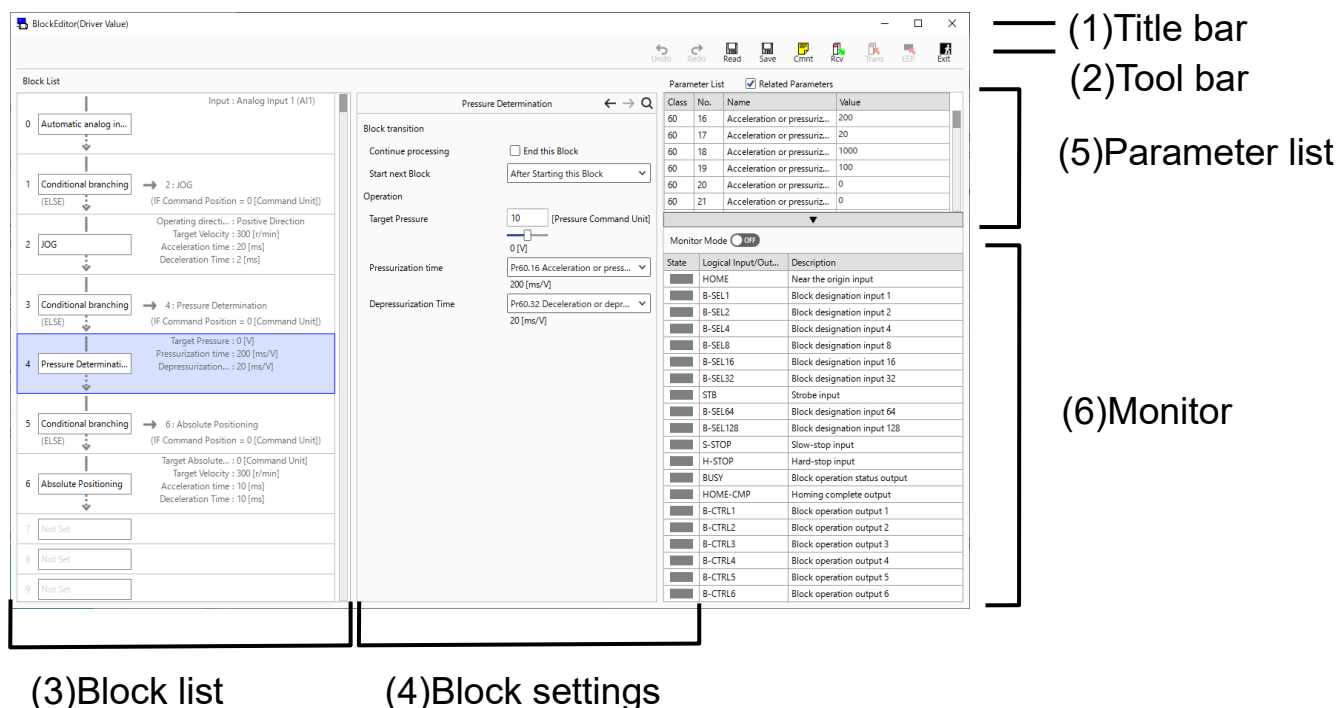 BlockEditor(Driver Value)
(1)Title bar
Undo Redo Read Save Cmnt Rcv Trans EEP Exit
(2)Tool bar
Block List
Input : Analog Input 1 (AI1)
0 Automatic analog in...
1 Conditional branching 2 : JOG
(ELSE) (IF Command Position = 0 [Command Unit])
Operating directi... : Positive Direction
Target Velocity : 300 [r/min]
2 JOG Acceleration time : 20 [ms]
Deceleration Time : 2 [ms]
3 Conditional branching 4 : Pressure Determination
(ELSE) (IF Command Position = 0 [Command Unit])
Target Pressure : 0 [V]
Pressurization time : 200 [ms/V]
4 Pressure Determinati... Depressurization... : 20 [ms/V]
5 Conditional branching 6 : Absolute Positioning
(ELSE) (IF Command Position = 0 [Command Unit])
Target Absolute... : 0 [Command Unit]
Target Velocity : 300 [r/min]
6 Absolute Positioning Acceleration time : 10 [ms]
Deceleration Time : 10 [ms]
7 Not Set
8 Not Set
9 Not Set
Pressure Determination
Block transition
Continue processing End this Block
Start next Block After Starting this Block
Operation
Target Pressure 10 [Pressure Command Unit]
0 [V]
Pressurization time Pr60.16 Acceleration or press...
200 [ms/V]
Depressurization Time Pr60.32 Deceleration or depr...
20 [ms/V]
Parameter List Related Parameters
Class No. Name Value
60 16 Acceleration or pressuriz... 200
60 17 Acceleration or pressuriz... 20
60 18 Acceleration or pressuriz... 1000
60 19 Acceleration or pressuriz... 100
60 20 Acceleration or pressuriz... 0
60 21 Acceleration or pressuriz... 0
(5)Parameter list
Monitor Mode OFF
State Logical Input/Out... Description
HOME Near the origin input
B-SEL1 Block designation input 1
B-SEL2 Block designation input 2
B-SEL4 Block designation input 4
B-SEL8 Block designation input 8
B-SEL16 Block designation input 16
B-SEL32 Block designation input 32
STB Strobe input
B-SEL64 Block designation input 64
B-SEL128 Block designation input 128
S-STOP Slow-stop input
H-STOP Hard-stop input
BUSY Block operation status output
HOME-CMP Homing complete output
B-CTRL1 Block operation output 1
B-CTRL2 Block operation output 2
B-CTRL3 Block operation output 3
B-CTRL4 Block operation output 4
B-CTRL5 Block operation output 5
B-CTRL6 Block operation output 6
(6)Monitor
(3)Block list
(4)Block settings